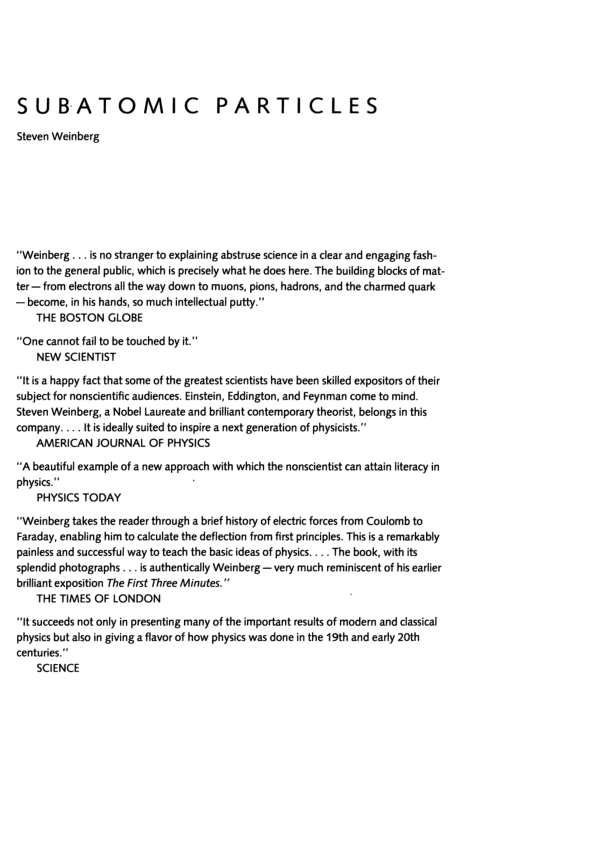 SUBATOMIC PARTICLES
Steven Weinberg
"Weinberg . . . is no stranger to explaining abstruse science in a clear and engaging fash-
ion to the general public, which is precisely what he does here. The building blocks of mat-
ter — from electrons all the way down to muons, pions, hadrons, and the charmed quark
— become, in his hands, so much intellectual putty."
THE BOSTON GLOBE
"One cannot fail to be touched by it."
NEW SCIENTIST
"It is a happy fact that some of the greatest scientists have been skilled expositors of their
subject for nonscientific audiences. Einstein, Eddington, and Feynman come to mind.
Steven Weinberg, a Nobel Laureate and brilliant contemporary theorist, belongs in this
company. . . . It is ideally suited to inspire a next generation of physicists."
AMERICAN JOURNAL OF PHYSICS
"A beautiful example of a new approach with which the nonscientist can attain literacy in
physics."
PHYSICS TODAY
"Weinberg takes the reader through a brief history of electric forces from Coulomb to
Faraday, enabling him to calculate the deflection from first principles. This is a remarkably
painless and successful way to teach the basic ideas of physics. . . . The book, with its
splendid photographs . . . is authentically Weinberg — very much reminiscent of his earlier
brilliant exposition The First Three Minutes."
THE TIMES OF LONDON
"It succeeds not only in presenting many of the important results of modern and classical
physics but also in giving a flavor of how physics was done in the 19th and early 20th
centuries."
SCIENCE